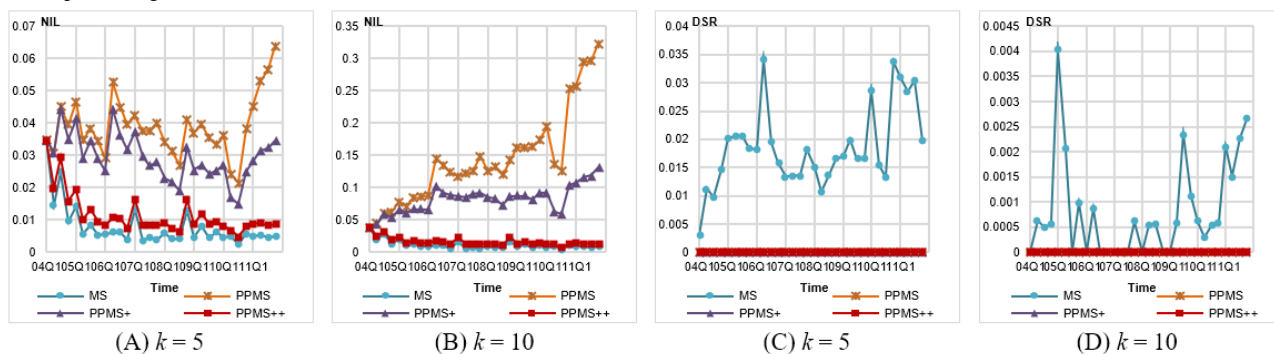 NIL
0.07
0.06
0.05
0.04
0.03
0.02
0.01
0
04Q105Q106Q107Q108Q109Q110Q111Q1
Time
MS PPMS
PPMS+ PPMS++
(A) k = 5
NIL
0.35
0.3
0.25
0.2
0.15
0.1
0.05
0
04Q105Q106Q107Q108Q109Q110Q111Q1
Time
MS PPMS
PPMS+ PPMS++
(B) k = 10
DSR
0.04
0.035
0.03
0.025
0.02
0.015
0.01
0.005
0
04Q105Q106Q107Q108Q109Q110Q111Q1
Time
MS PPMS
PPMS+ PPMS++
(C) k = 5
DSR
0.0045
0.004
0.0035
0.003
0.0025
0.002
0.0015
0.001
0.0005
0
04Q105Q106Q107Q108Q109Q110Q111Q1
Time
MS PPMS
PPMS+ PPMS++
(D) k = 10